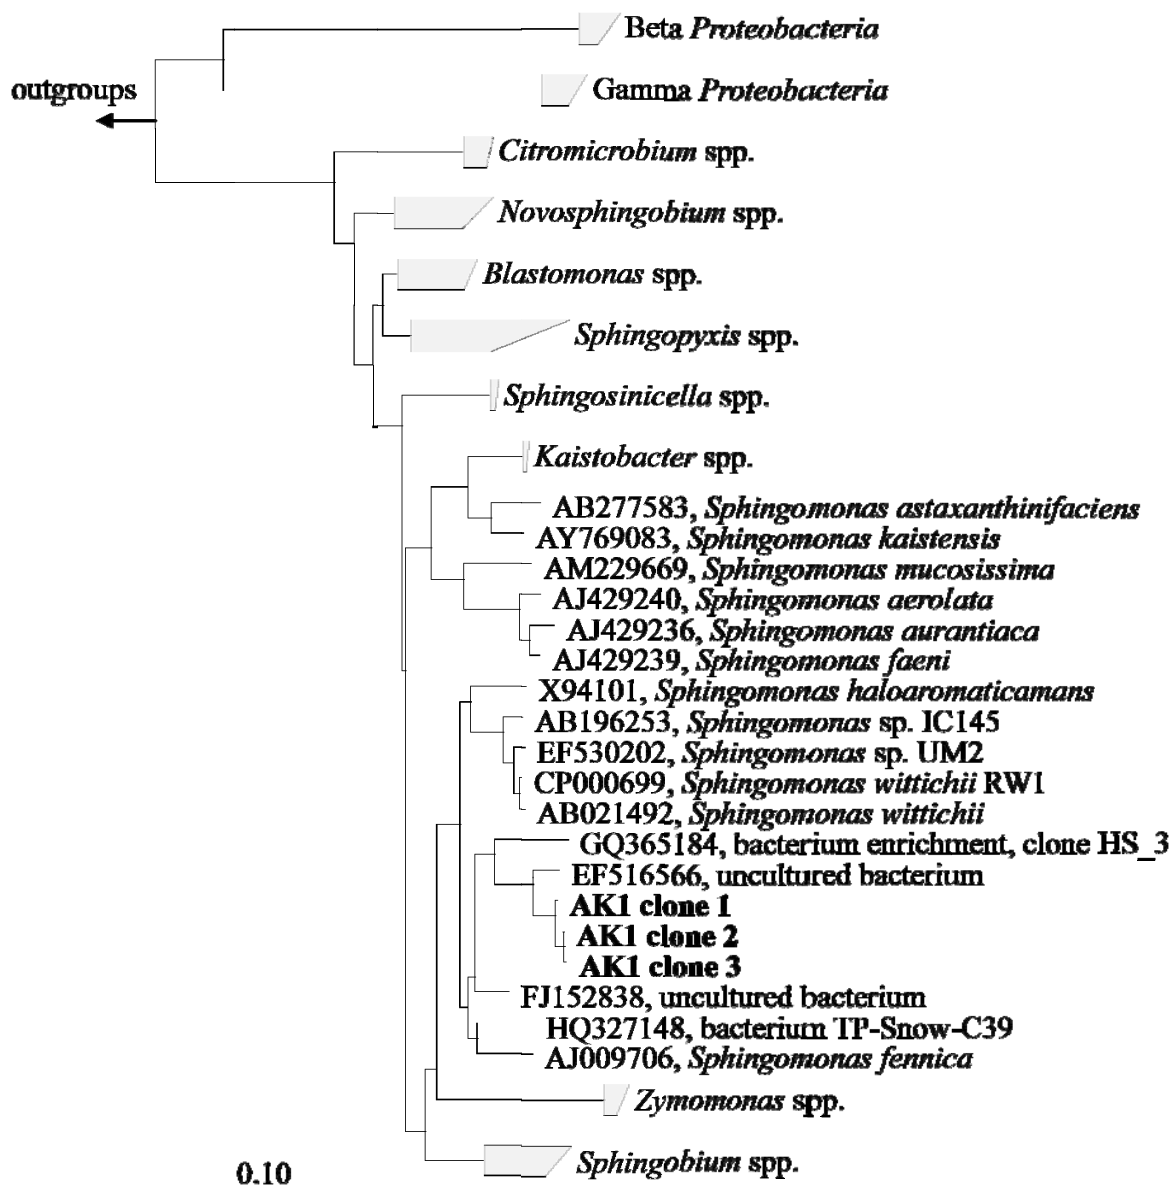 Beta Proteobacteria
outgroups
Gamma Proteobacteria
Citromicrobium spp.
Novosphingobium spp.
Blastomonas spp.
Sphingopyxis spp.
Sphingosinicella spp.
Kaistobacter spp.
AB277583, Sphingomonas astaxanthinifaciens
AY769083, Sphingomonas kaistensis
AM229669, Sphingomonas mucosissima
AJ429240, Sphingomonas aerolata
AJ429236, Sphingomonas aurantiaca
AJ429239, Sphingomonas faeni
X94101, Sphingomonas haloaromaticamans
AB196253, Sphingomonas sp. IC145
EF530202, Sphingomonas sp. UM2
CP000699, Sphingomonas wittichii RW1
AB021492, Sphingomonas wittichii
GQ365184, bacterium enrichment, clone HS_3
EF516566, uncultured bacterium
AK1 clone 1
AK1 clone 2
AK1 clone 3
FJ152838, uncultured bacterium
HQ327148, bacterium TP-Snow-C39
AJ009706, Sphingomonas fennica
Zymomonas spp.
Sphingobium spp.
0.10